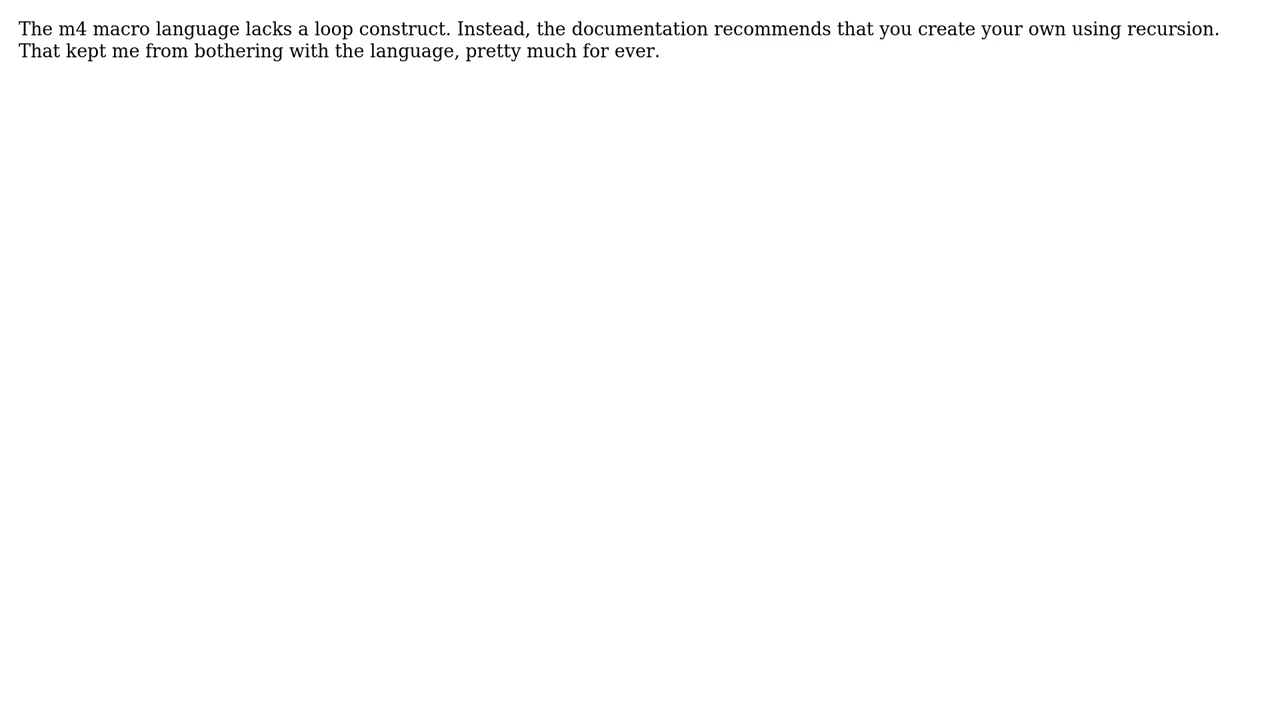 The m4 macro language lacks a loop construct. Instead, the documentation recommends that you create your own using recursion.
That kept me from bothering with the language, pretty much for ever.